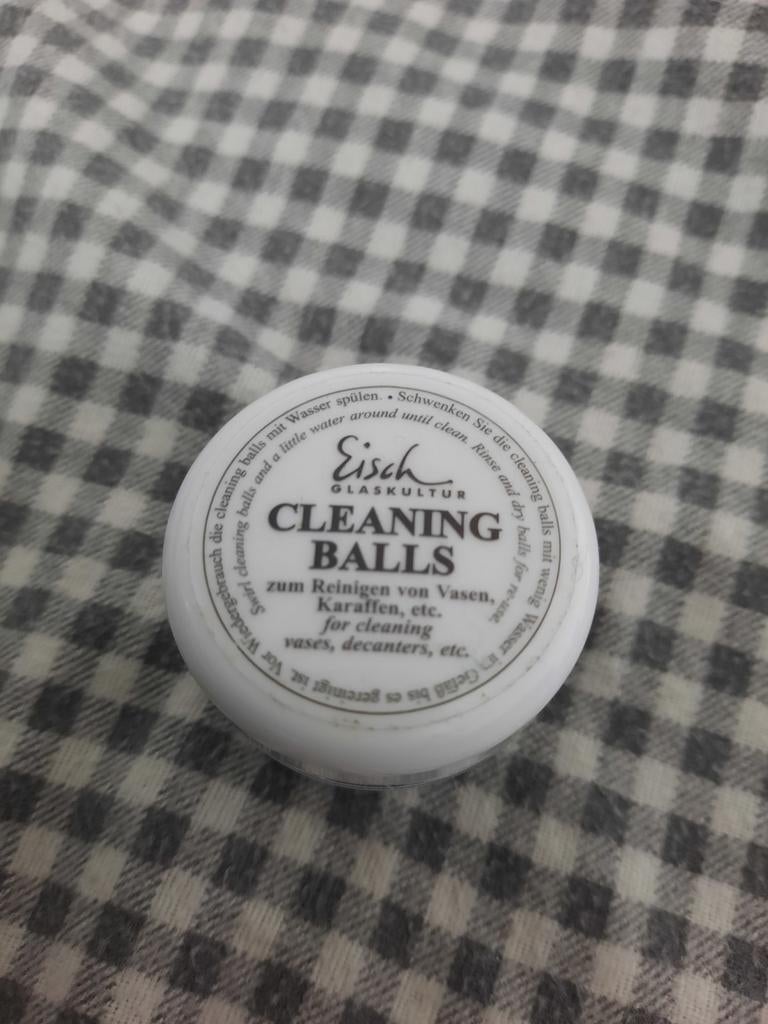 Eisch
GLASKULTUR
CLEANING
BALLS
zum Reinigen von Vasen,
Karaffen, etc.
for cleaning
vases, decanters, etc.
• Schwenken Sie die cleaning balls mit wenig Wasser im Gefäß bis es gereinigt ist. Vor Wiedergebrauch die cleaning balls mit Wasser spülen.
Swirl cleaning balls and a little water around until clean. Rinse and dry balls for re-use.